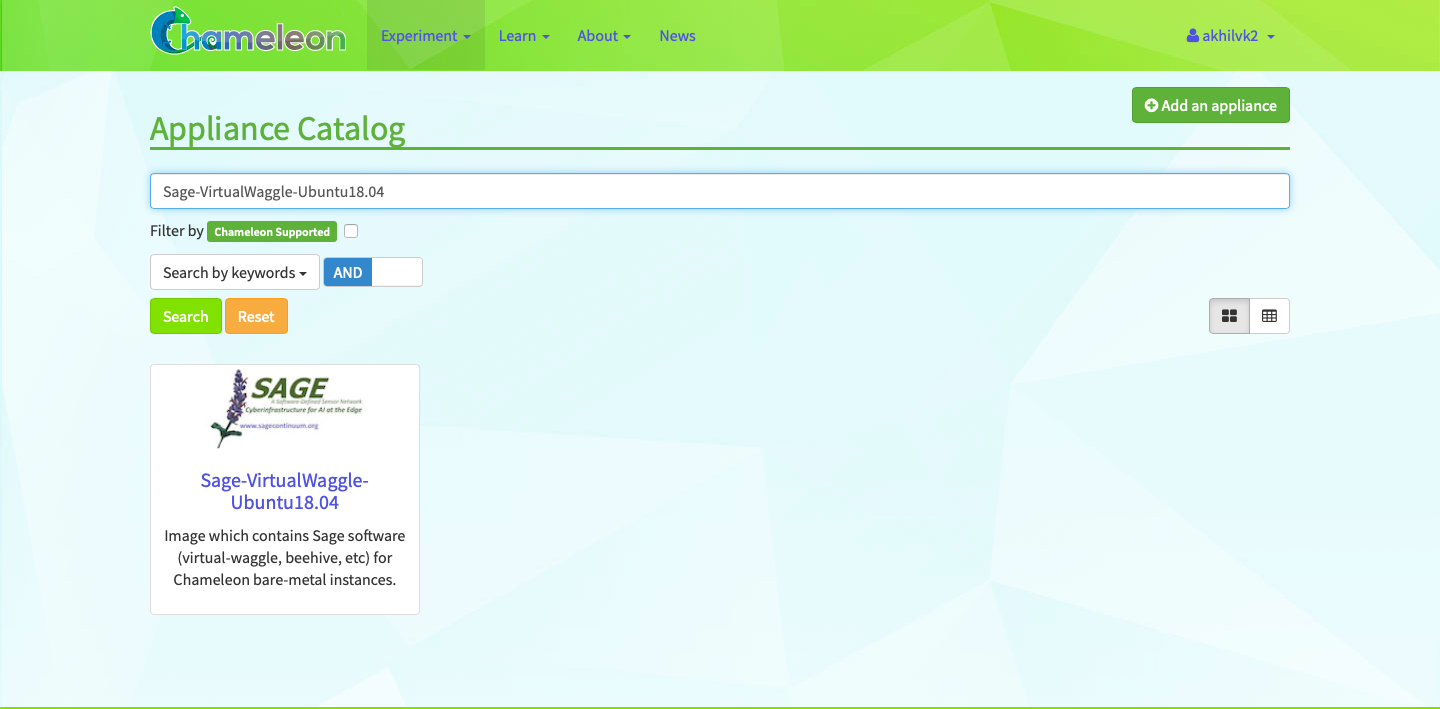 Chameleon
Experiment
Learn
About
News
akhilvk2
Add an appliance
Appliance Catalog
Sage-VirtualWaggle-Ubuntu18.04
Filter by Chameleon Supported
Search by keywords AND
Search Reset
SAGE
A Software-Defined Sensor Network
Cyberinfrastructure for AI at the Edge
www.sagecontinuum.org
Sage-VirtualWaggle-
Ubuntu18.04
Image which contains Sage software
(virtual-waggle, beehive, etc) for
Chameleon bare-metal instances.